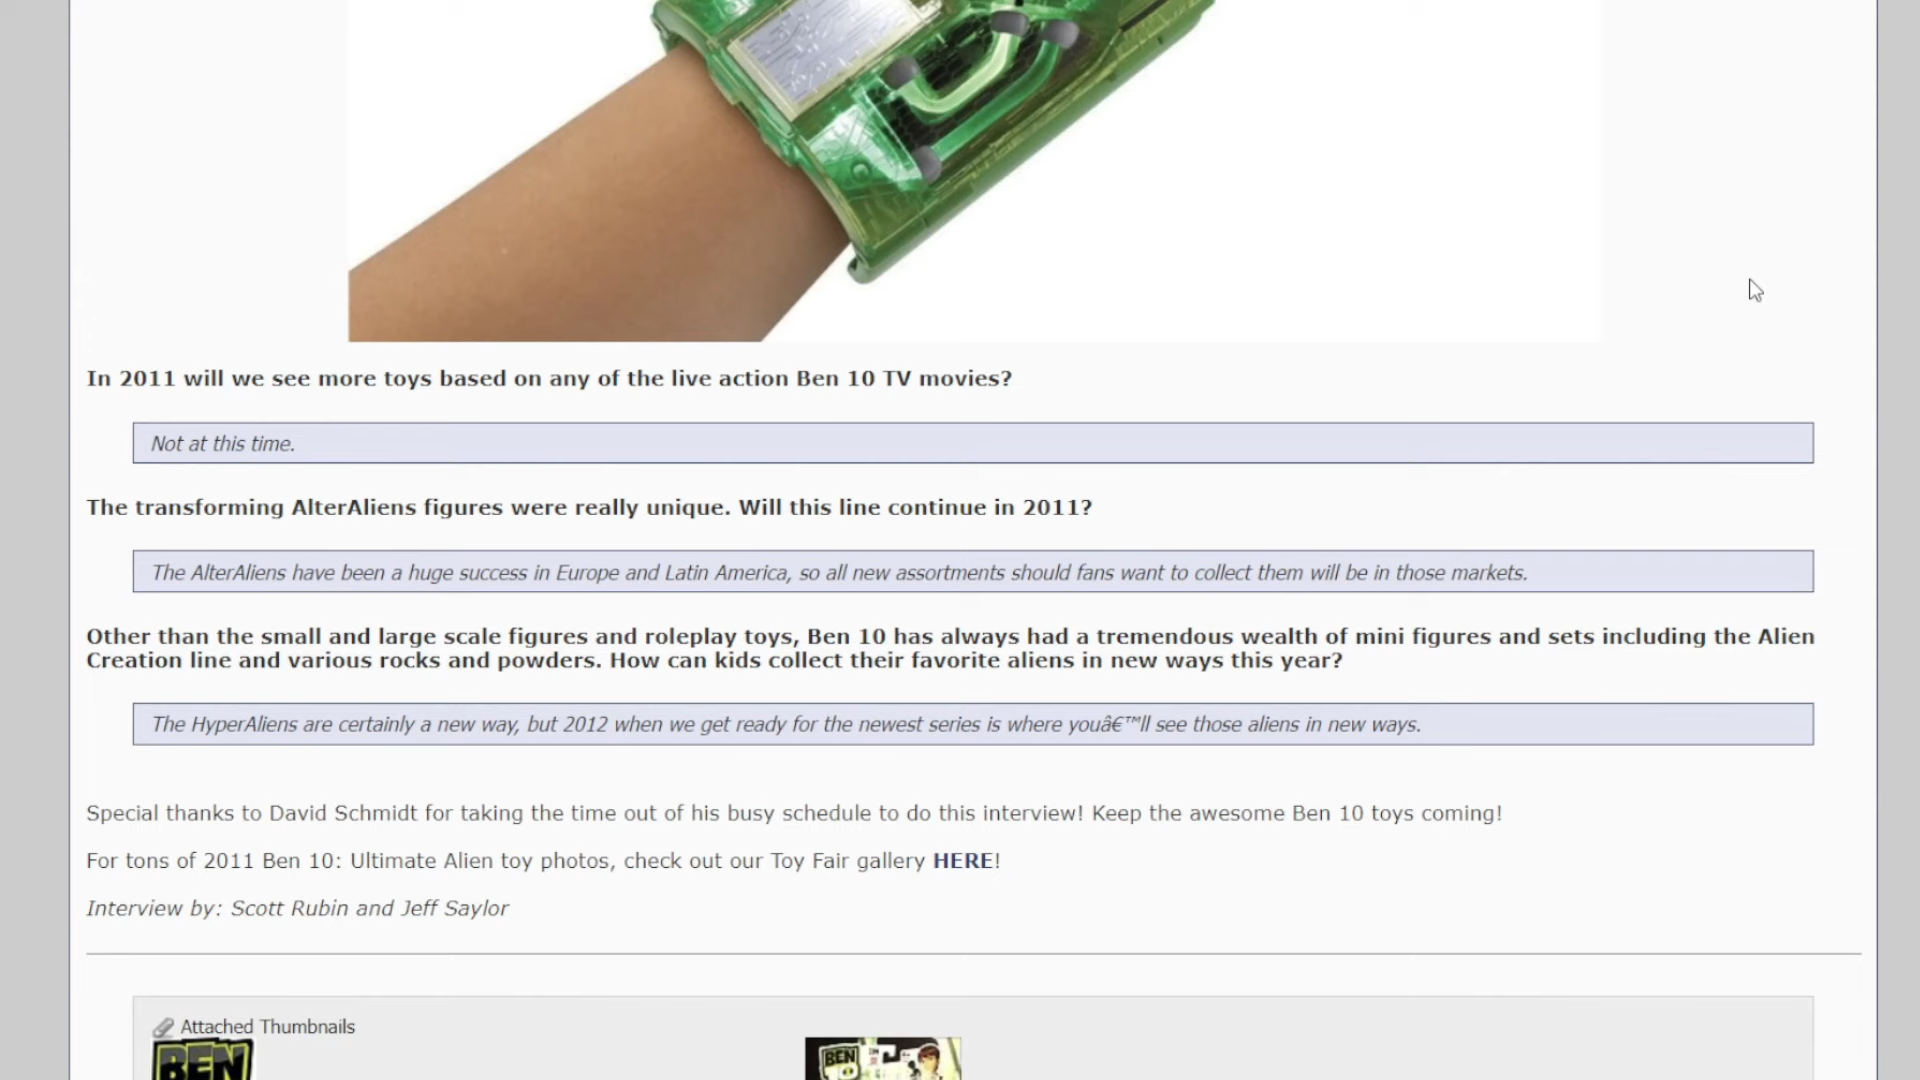 In 2011 will we see more toys based on any of the live action Ben 10 TV movies?
Not at this time.
The transforming AlterAliens figures were really unique. Will this line continue in 2011?
The AlterAliens have been a huge success in Europe and Latin America, so all new assortments should fans want to collect them will be in those markets.
Other than the small and large scale figures and roleplay toys, Ben 10 has always had a tremendous wealth of mini figures and sets including the Alien
Creation line and various rocks and powders. How can kids collect their favorite aliens in new ways this year?
The HyperAliens are certainly a new way, but 2012 when we get ready for the newest series is where youâ€™ll see those aliens in new ways.
Special thanks to David Schmidt for taking the time out of his busy schedule to do this interview! Keep the awesome Ben 10 toys coming!
For tons of 2011 Ben 10: Ultimate Alien toy photos, check out our Toy Fair gallery HERE!
Interview by: Scott Rubin and Jeff Saylor
Attached Thumbnails
BEN
BEN
10